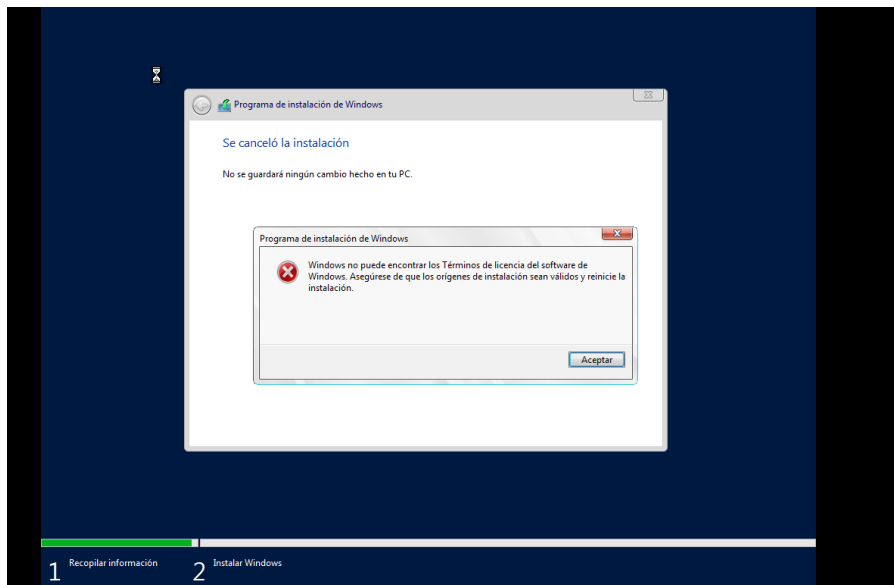 Programa de instalación de Windows
Se canceló la instalación
No se guardará ningún cambio hecho en tu PC.
Programa de instalación de Windows
Windows no puede encontrar los Términos de licencia del software de
Windows. Asegúrese de que los orígenes de instalación sean válidos y reinicie la
instalación.
Aceptar
1 Recopilar información
2 Instalar Windows